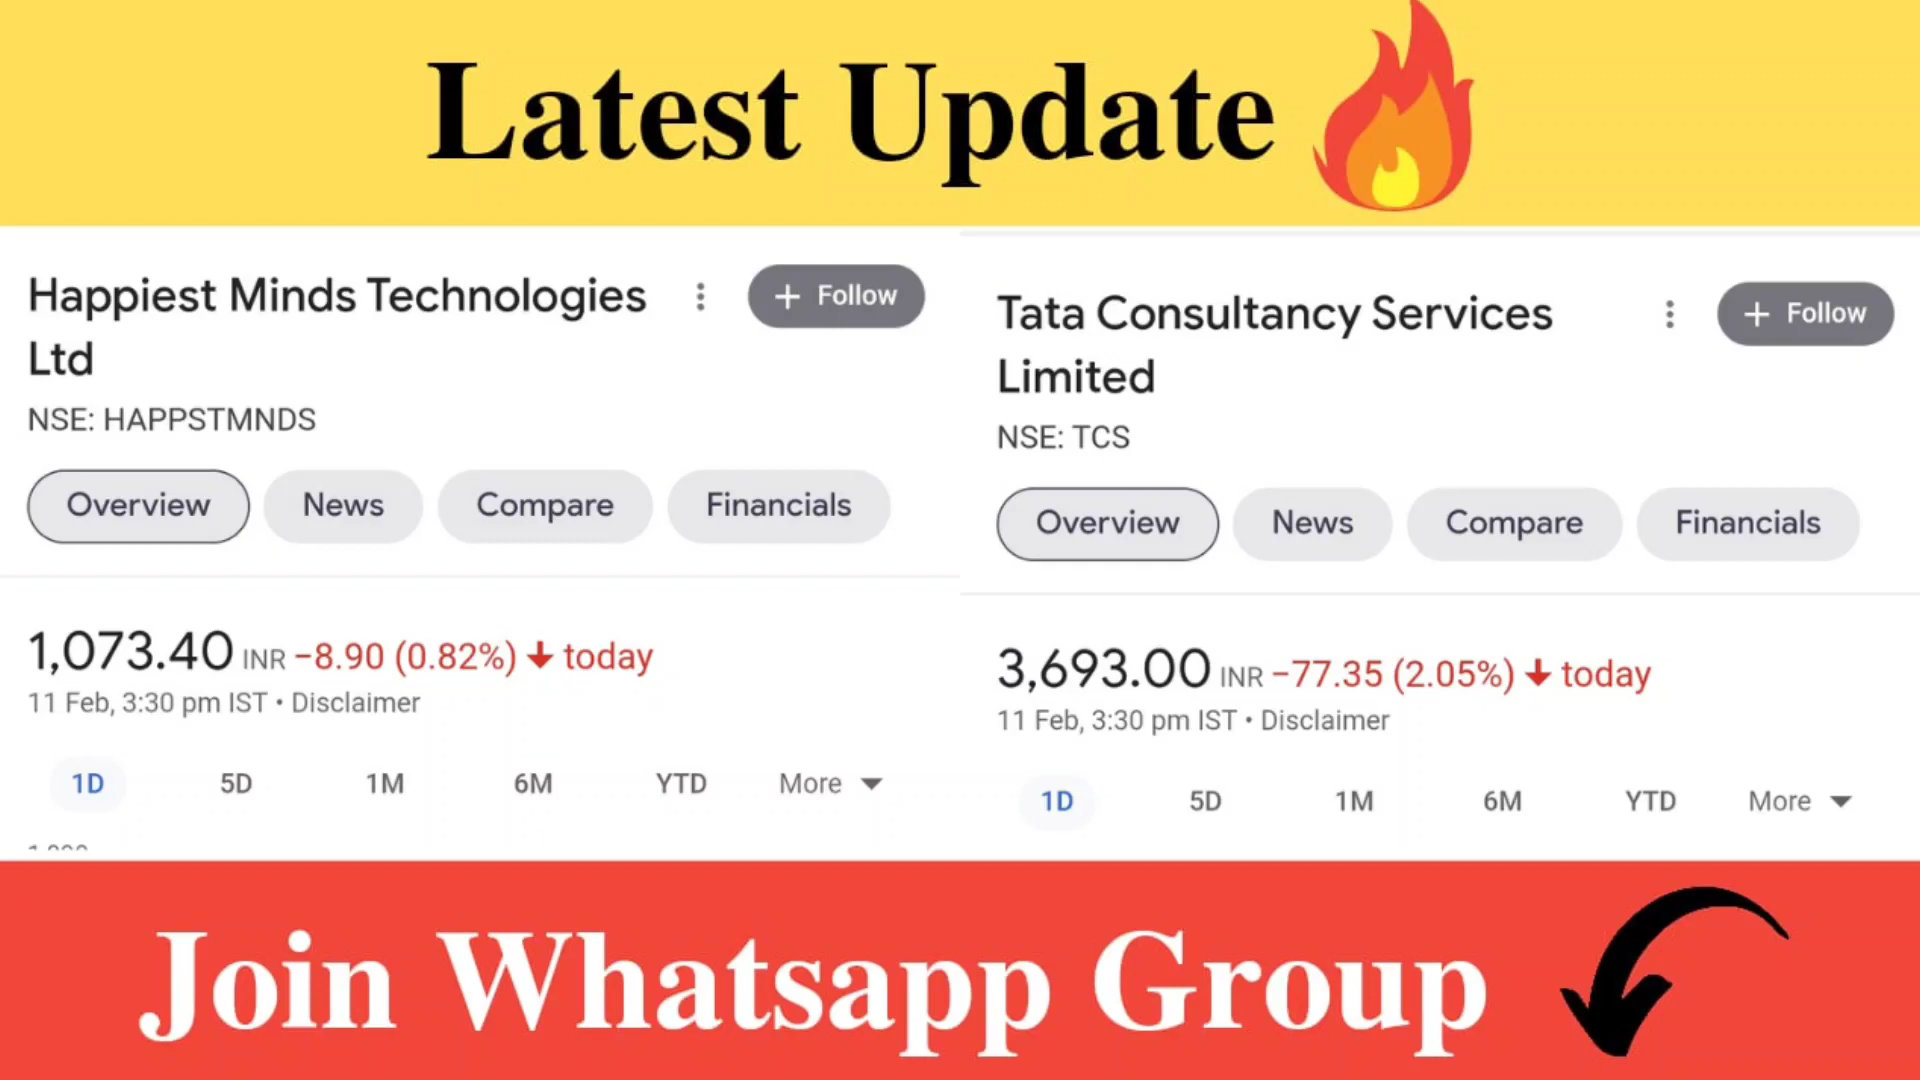 Latest Update
Happiest Minds Technologies
Ltd
+ Follow
NSE: HAPPSTMNDS
Overview News Compare Financials
1,073.40 INR −8.90 (0.82%) ↓ today
11 Feb, 3:30 pm IST • Disclaimer
1D 5D 1M 6M YTD More
Tata Consultancy Services
Limited
+ Follow
NSE: TCS
Overview News Compare Financials
3,693.00 INR −77.35 (2.05%) ↓ today
11 Feb, 3:30 pm IST • Disclaimer
1D 5D 1M 6M YTD More
Join Whatsapp Group